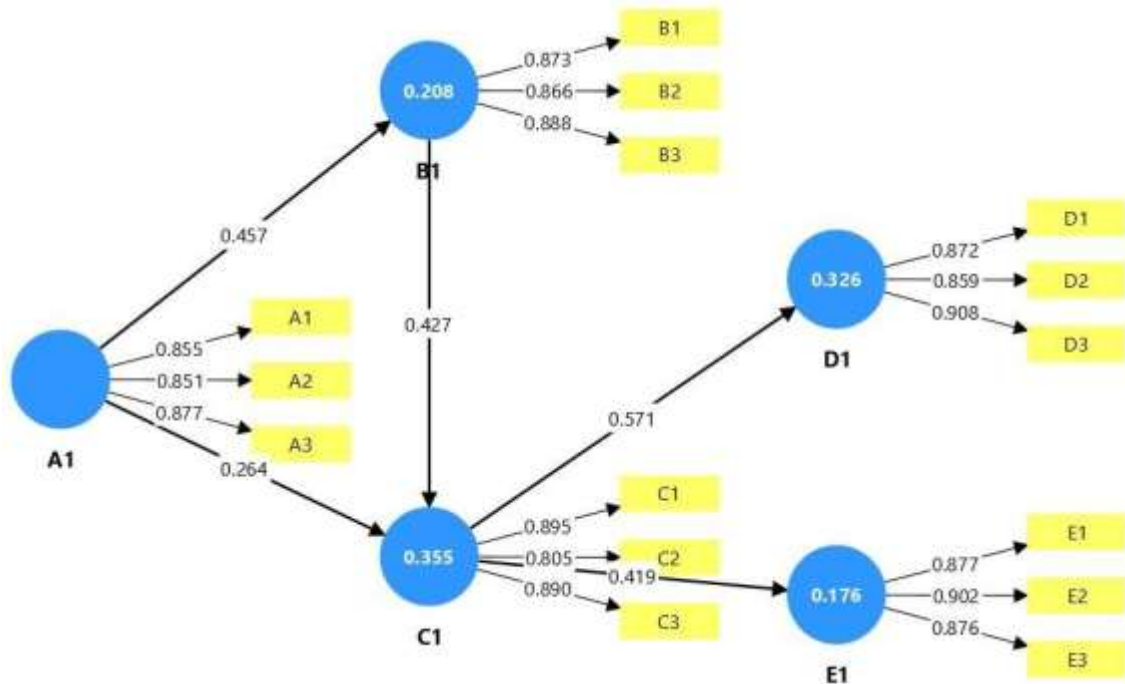 B1
0.873
0.208
0.866
B2
0.888
B3
B1
0.457
D1
0.872
0.326
0.859
D2
0.908
D3
D1
A1
0.855
0.427
0.851
A2
0.877
A3
A1
0.264
0.571
C1
0.895
0.355
0.805
C2
0.419
0.890
C3
C1
E1
0.877
0.176
0.902
E2
0.876
E3
E1